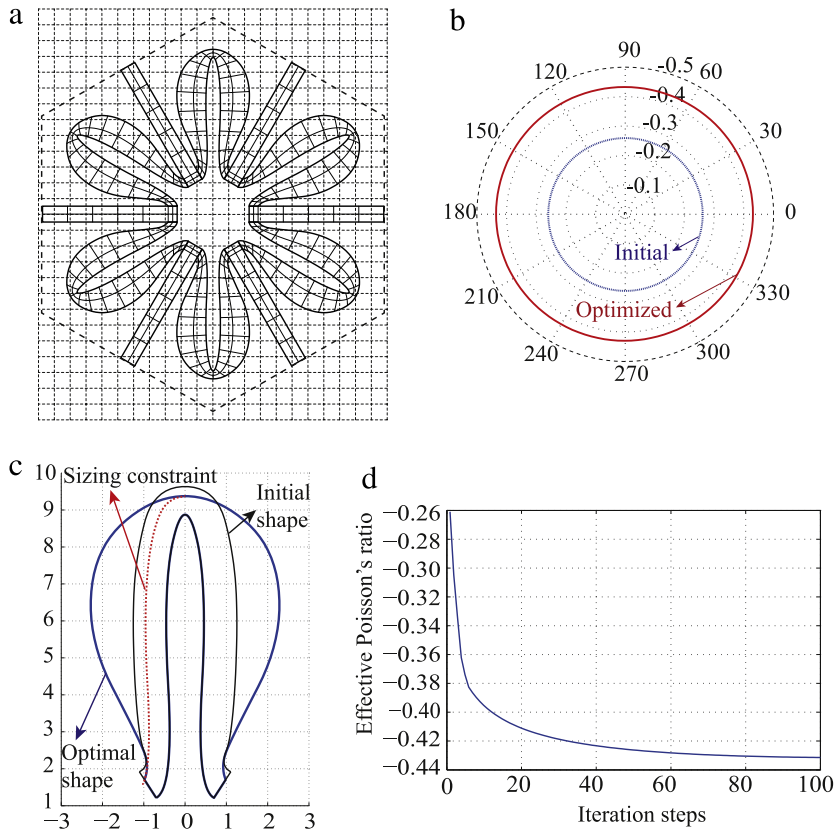 a
b
90
-0.5
120
60
-0.4
150
-0.3
30
-0.2
-0.1
180
0
Initial
210
Optimized
330
240
300
270
c
10
Sizing constraint
9
Initial
shape
8
7
6
5
4
3
Optimal
shape
2
1
−3 −2 −1 0 1 2 3
d
Effective Poisson's ratio
−0.26
−0.28
−0.30
−0.32
−0.34
−0.36
−0.38
−0.40
−0.42
−0.44
0 20 40 60 80 100
Iteration steps